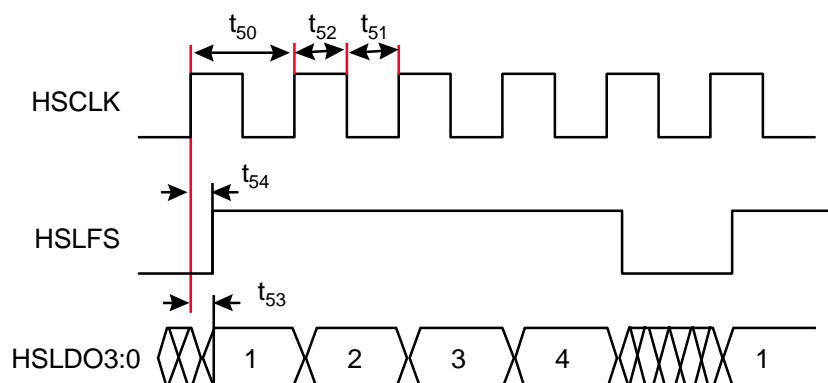 t50 t52 t51
HSCLK
t54
HSLFS
t53
HSLDO3:0 1 2 3 4 1